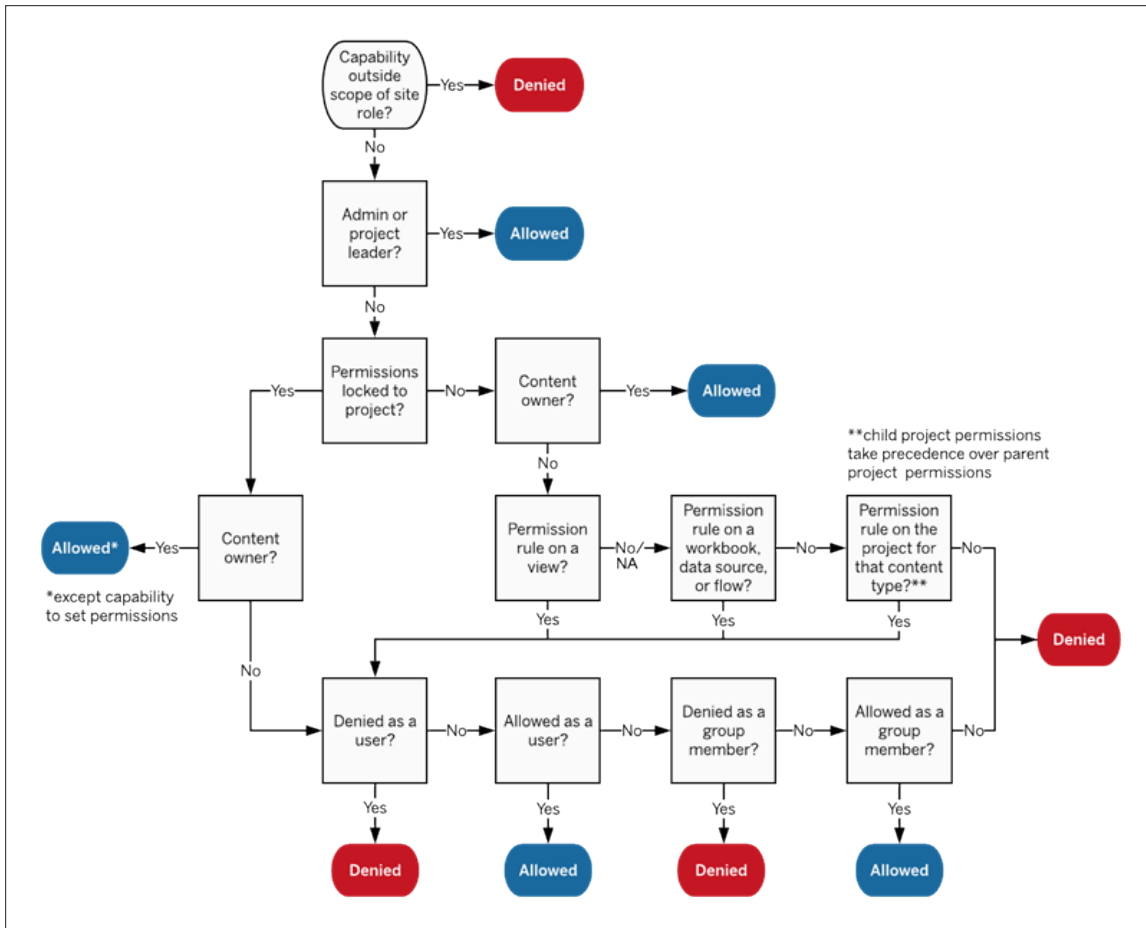 Capability
outside
scope of site
role?
Yes
Denied
No
Admin or
project
leader?
Yes
Allowed
No
Permissions
locked to
project?
Yes
No
Content
owner?
Yes
Allowed
**child project permissions
take precedence over parent
project permissions
No
Content
owner?
Yes
Allowed*
*except capability
to set permissions
No
Permission
rule on a
view?
No/
NA
Permission
rule on a
workbook,
data source,
or flow?
No
Permission
rule on the
project for
that content
type?**
No
Yes
Yes
Yes
Denied
Denied as a
user?
No
Allowed as a
user?
No
Denied as a
group
member?
No
Allowed as a
group
member?
No
Yes
Yes
Yes
Yes
Denied
Allowed
Denied
Allowed